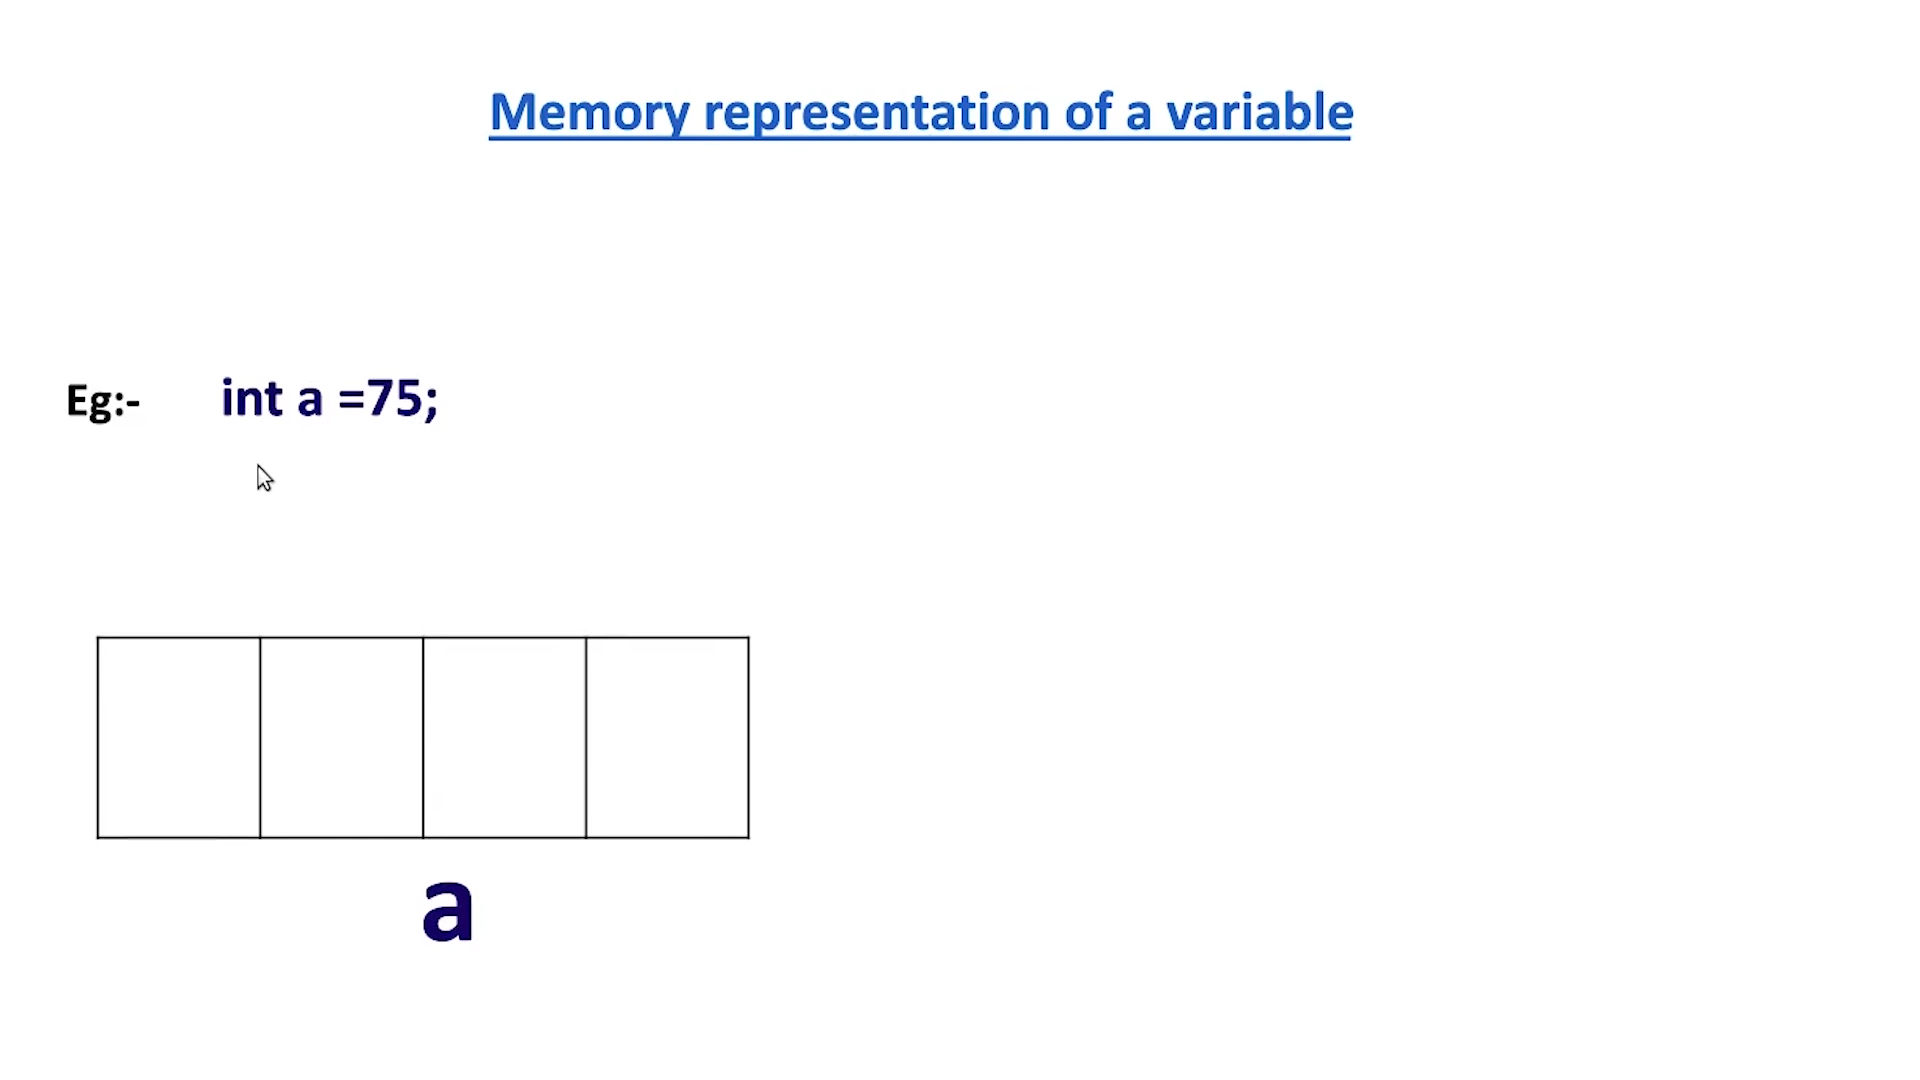 Memory representation of a variable
Eg:- int a =75;
a